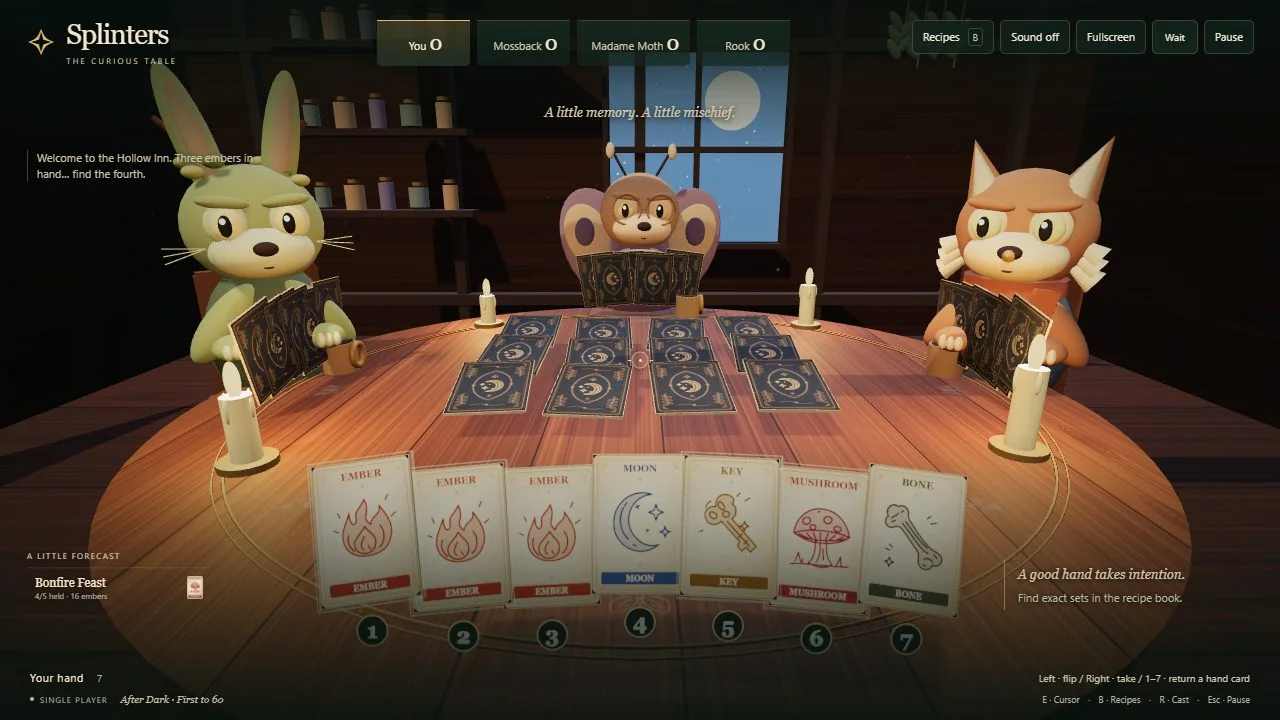 Splinters
THE CURIOUS TABLE
You 0
Mossback 0
Madame Moth 0
Rook 0
Recipes B
Sound off
Fullscreen
Wait
Pause
A little memory. A little mischief.
Welcome to the Hollow Inn. Three embers in
hand... find the fourth.
EMBER
EMBER
EMBER
MOON
KEY
MUSHROOM
BONE
EMBER
EMBER
EMBER
MOON
KEY
MUSHROOM
BONE
1
2
3
4
5
6
7
A LITTLE FORECAST
Bonfire Feast
4/5 held · 16 embers
A good hand takes intention.
Find exact sets in the recipe book.
Your hand 7
SINGLE PLAYER After Dark · First to 60
Left · flip / Right · take / 1–7 · return a hand card
E · Cursor · B · Recipes · R · Cast · Esc · Pause